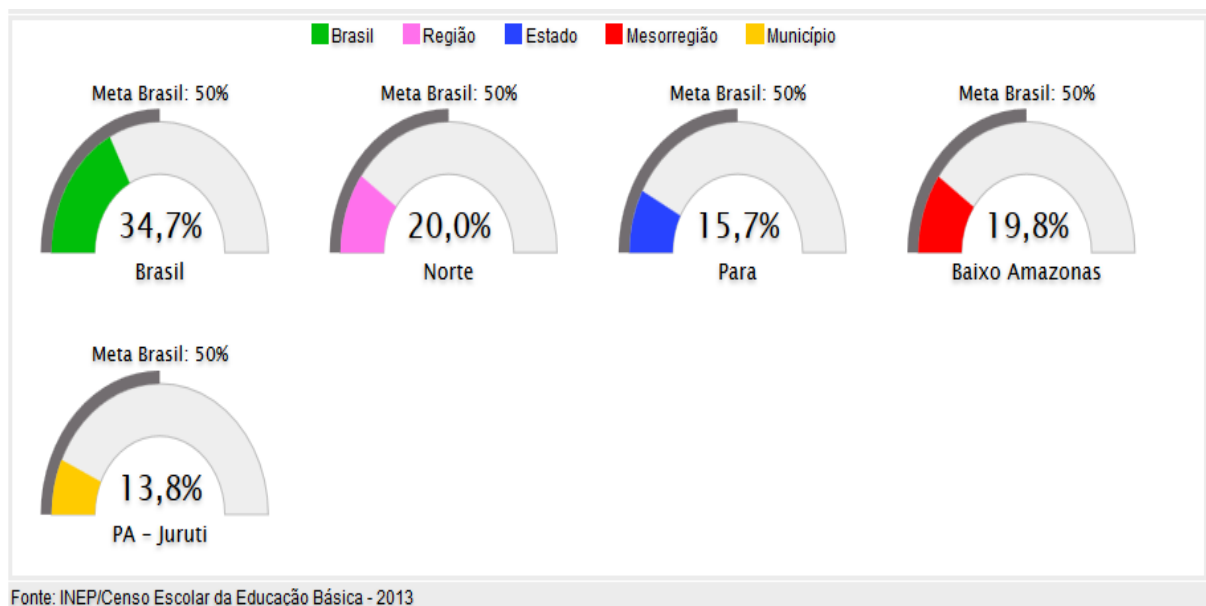 Brasil Região Estado Mesorregião Município
Meta Brasil: 50% Meta Brasil: 50% Meta Brasil: 50% Meta Brasil: 50%
34,7% 20,0% 15,7% 19,8%
Brasil Norte Para Baixo Amazonas
Meta Brasil: 50%
13,8%
PA – Juruti
Fonte: INEP/Censo Escolar da Educação Básica - 2013